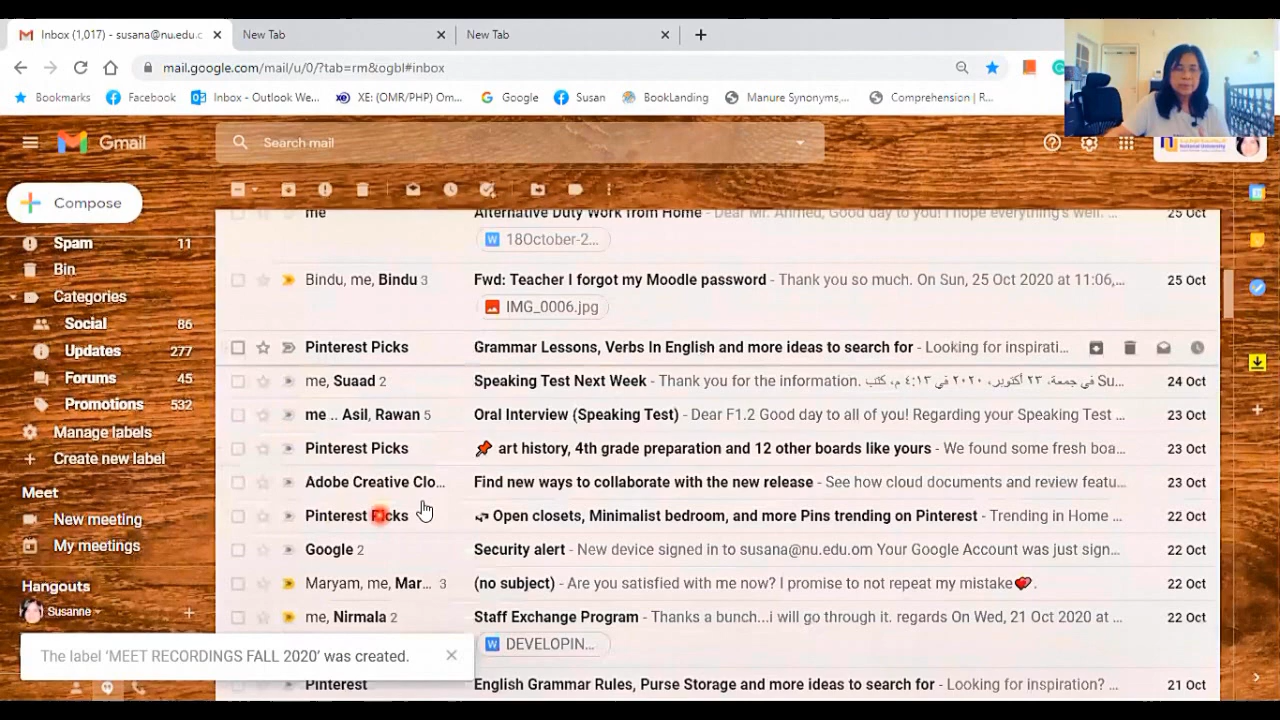 Inbox (1,017) - susana@nu.edu.c
New Tab
New Tab
mail.google.com/mail/u/0/?tab=rm&ogbl#inbox
Bookmarks
Facebook
Inbox - Outlook We...
XE: (OMR/PHP) Om...
Google
Susan
BookLanding
Manure Synonyms,...
Comprehension | R...
Gmail
Search mail
National University
Compose
Spam 11
Bin
Categories
Social 86
Updates 277
Forums 45
Promotions 532
Manage labels
Create new label
Meet
New meeting
My meetings
Hangouts
Susanne
me Alternative Duty Work from Home - Dear Mr. Ahmed, Good day to you! I hope everything's well. ... 25 Oct
18October-2...
Bindu, me, Bindu 3 Fwd: Teacher I forgot my Moodle password - Thank you so much. On Sun, 25 Oct 2020 at 11:06,... 25 Oct
IMG_0006.jpg
Pinterest Picks Grammar Lessons, Verbs In English and more ideas to search for - Looking for inspirati...
me, Suaad 2 Speaking Test Next Week - Thank you for the information. في جمعة، ٢٣ أكتوبر، ٢٠٢٠ في ٤:١٣ م، كتب Su... 24 Oct
me .. Asil, Rawan 5 Oral Interview (Speaking Test) - Dear F1.2 Good day to all of you! Regarding your Speaking Test ... 23 Oct
Pinterest Picks 📌 art history, 4th grade preparation and 12 other boards like yours - We found some fresh boa... 23 Oct
Adobe Creative Clo... Find new ways to collaborate with the new release - See how cloud documents and review featu... 23 Oct
Pinterest Picks Open closets, Minimalist bedroom, and more Pins trending on Pinterest - Trending in Home ... 22 Oct
Google 2 Security alert - New device signed in to susana@nu.edu.om Your Google Account was just sign... 22 Oct
Maryam, me, Mar... 3 (no subject) - Are you satisfied with me now? I promise to not repeat my mistake💕. 22 Oct
me, Nirmala 2 Staff Exchange Program - Thanks a bunch...i will go through it. regards On Wed, 21 Oct 2020 at ... 22 Oct
DEVELOPIN...
Pinterest English Grammar Rules, Purse Storage and more ideas to search for - Looking for inspiration? ... 21 Oct
The label 'MEET RECORDINGS FALL 2020' was created.